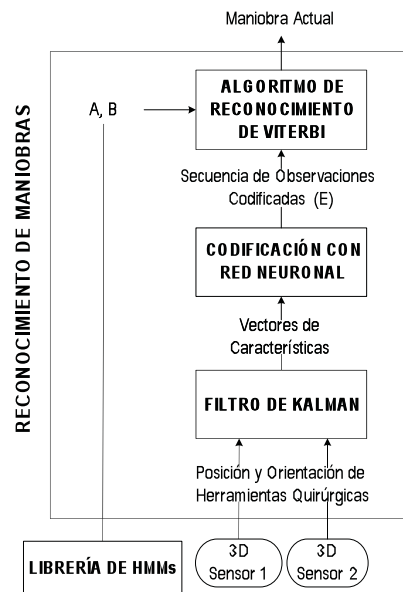 Maniobra Actual
ALGORITMO DE
RECONOCIMIENTO
DE VITERBI
A, B
Secuencia de Observaciones
Codificadas (E)
CODIFICACIÓN CON
RED NEURONAL
Vectores de
Características
FILTRO DE KALMAN
Posición y Orientación de
Herramientas Quirúrgicas
RECONOCIMIENTO DE MANIOBRAS
LIBRERÍA DE HMMs
3D
Sensor 1
3D
Sensor 2